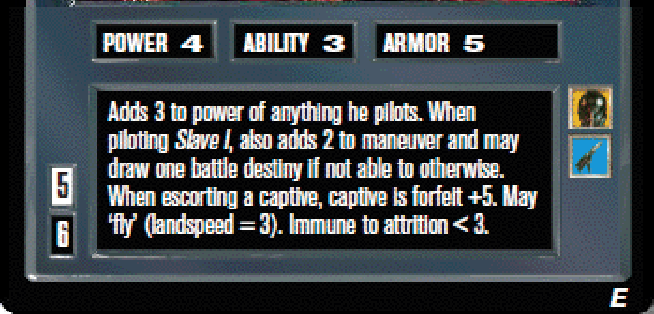 POWER 4 ABILITY 3 ARMOR 5
Adds 3 to power of anything he pilots. When
piloting Slave I, also adds 2 to maneuver and may
draw one battle destiny if not able to otherwise.
When escorting a captive, captive is forfeit +5. May
‘fly’ (landspeed = 3). Immune to attrition < 3.
5
6
E